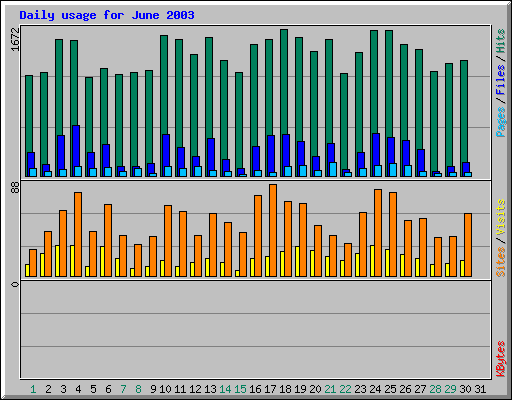 Daily usage for June 2003
1672
Pages / Files / Hits
88
Sites / Visits
0
KBytes
1 2 3 4 5 6 7 8 9 10 11 12 13 14 15 16 17 18 19 20 21 22 23 24 25 26 27 28 29 30 31